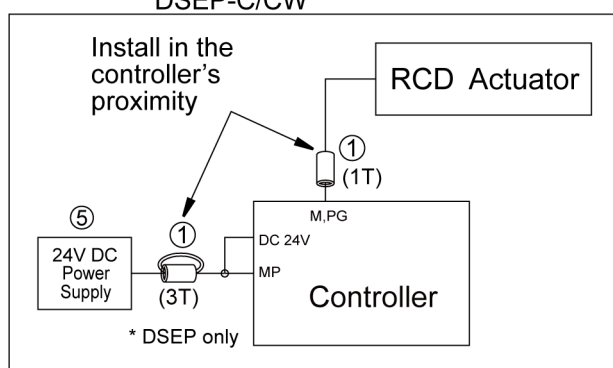 DSEP-C/CW
Install in the
controller's
proximity
RCD Actuator
①
(1T)
M,PG
⑤
①
DC 24V
24V DC
Power
Supply
MP
(3T)
Controller
* DSEP only